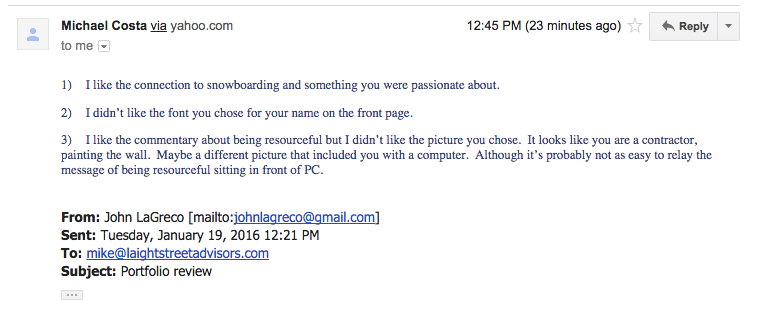 Michael Costa via yahoo.com 12:45 PM (23 minutes ago) Reply
to me
1) I like the connection to snowboarding and something you were passionate about.
2) I didn’t like the font you chose for your name on the front page.
3) I like the commentary about being resourceful but I didn’t like the picture you chose. It looks like you are a contractor,
painting the wall. Maybe a different picture that included you with a computer. Although it’s probably not as easy to relay the
message of being resourceful sitting in front of PC.
From: John LaGreco [mailto:johnlagreco@gmail.com]
Sent: Tuesday, January 19, 2016 12:21 PM
To: mike@laightstreetadvisors.com
Subject: Portfolio review